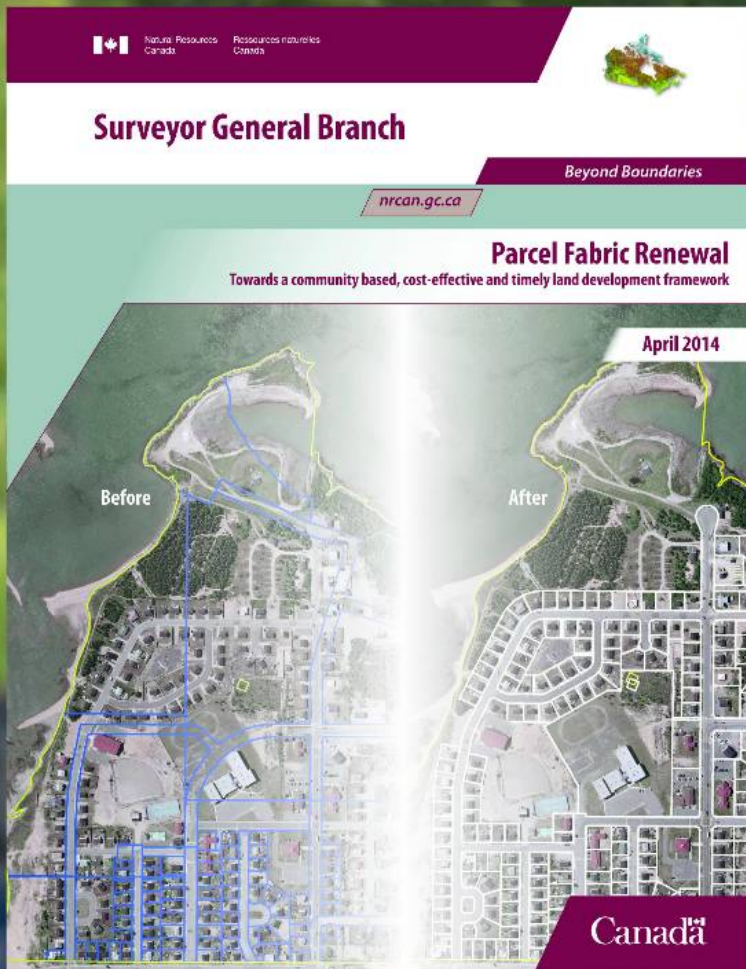 Natural Resources Ressources naturelles
Canada Canada
Surveyor General Branch
Beyond Boundaries
nrcan.gc.ca
Parcel Fabric Renewal
Towards a community based, cost-effective and timely land development framework
April 2014
Before After
Canada